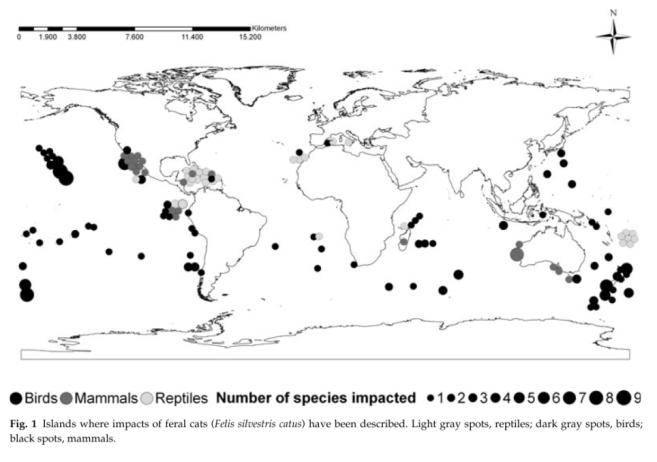 N
Kilometers
0 1.900 3.800 7.600 11.400 15.200
Birds Mammals Reptiles Number of species impacted 1 2 3 4 5 6 7 8 9
Fig. 1 Islands where impacts of feral cats (Felis silvestris catus) have been described. Light gray spots, reptiles; dark gray spots, birds;
black spots, mammals.